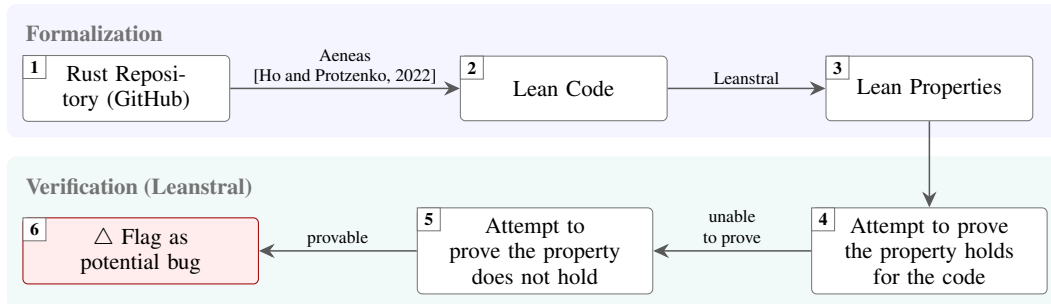 Formalization
1
Rust Reposi-
tory (GitHub)
Aeneas
[Ho and Protzenko, 2022]
2
Lean Code
Leanstral
3
Lean Properties
Verification (Leanstral)
6
△ Flag as
potential bug
provable
5
Attempt to
prove the property
does not hold
unable
to prove
4
Attempt to prove
the property holds
for the code